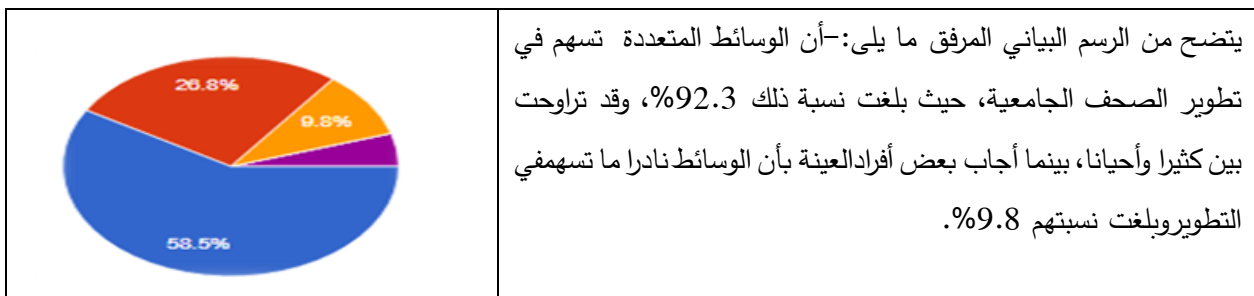 يتضح من الرسم البياني المرفق ما يلى:-أن الوسائط المتعددة تسهم في
تطوير الصحف الجامعية، حيث بلغت نسبة ذلك 92.3%، وقد تراوحت
بين كثيرا وأحيانا، بينما أجاب بعض أفرادالعينة بأن الوسائط نادرا ما تسهمفي
التطويروبلغت نسبتهم 9.8%.
26.8%
9.8%
58.5%